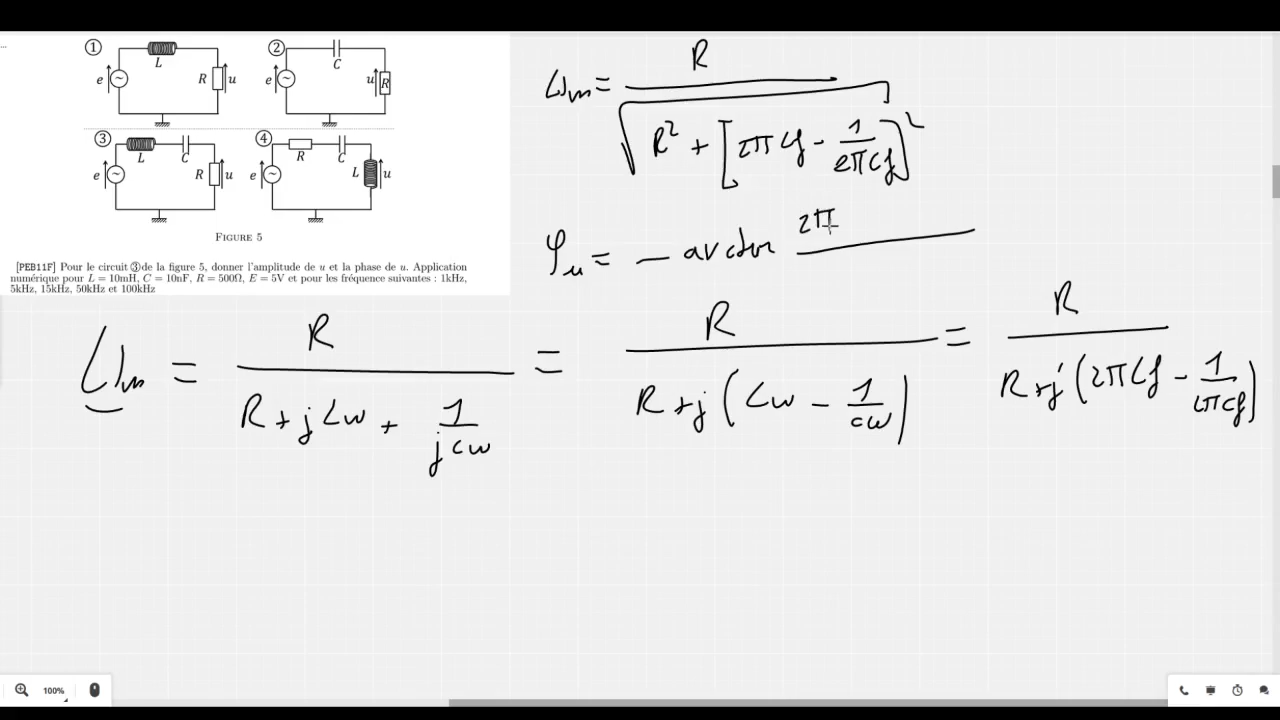 ...
① L e R u
② C e u R
③ L C e R u
④ R C e L u
FIGURE 5
[PEB11F] Pour le circuit ③de la figure 5, donner l'amplitude de u et la phase de u. Application
numérique pour L = 10mH, C = 10nF, R = 500Ω, E = 5V et pour les fréquence suivantes : 1kHz,
5kHz, 15kHz, 50kHz et 100kHz
Um = R / √(R² + [2πLf - 1/(2πCf)]²)
φu = - arctan 2π
Um = R / (R + jLω + 1/(jCω)) = R / (R + j(Lω - 1/(Cω))) = R / (R + j(2πLf - 1/(2πCf)))
100%